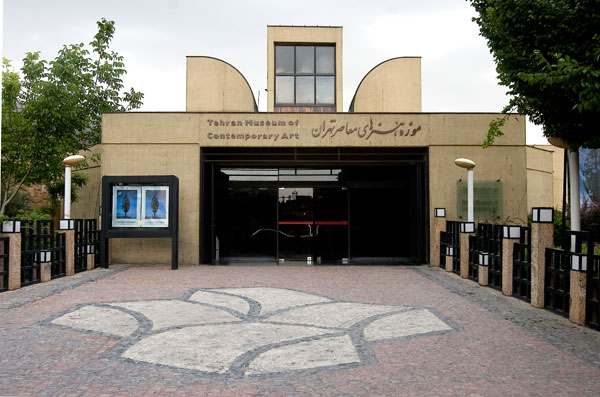 Tehran Museum of
Contemporary Art
موزه هنرهای معاصر تهران